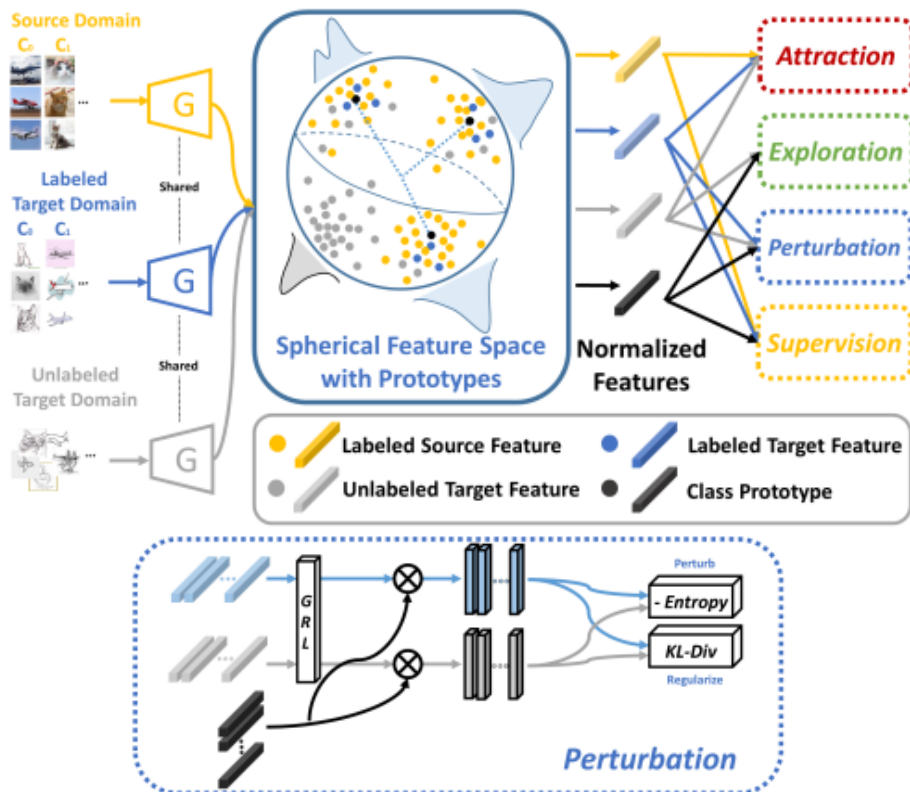 Source Domain
C₀ C₁
...
G
Shared
Labeled
Target Domain
C₀ C₁
...
G
Shared
Unlabeled
Target Domain
...
G
Spherical Feature Space
with Prototypes
Normalized
Features
Attraction
Exploration
Perturbation
Supervision
Labeled Source Feature
Labeled Target Feature
Unlabeled Target Feature
Class Prototype
GRL
Perturb
- Entropy
KL-Div
Regularize
Perturbation